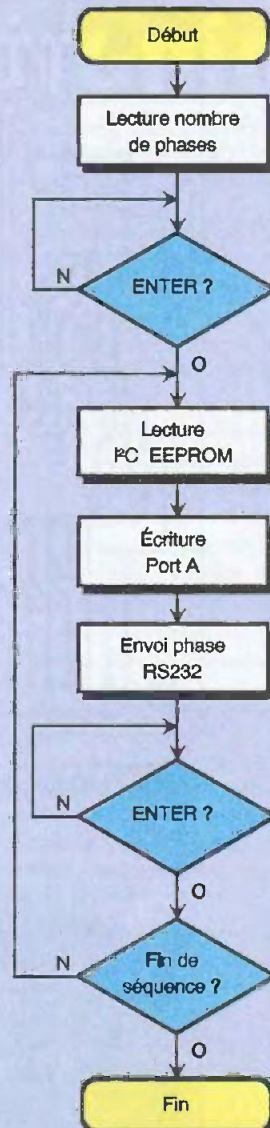 Début
Lecture nombre
de phases
ENTER ?
N
O
Lecture
I²C EEPROM
Écriture
Port A
Envoi phase
RS232
ENTER ?
N
O
Fin de
séquence ?
N
O
Fin